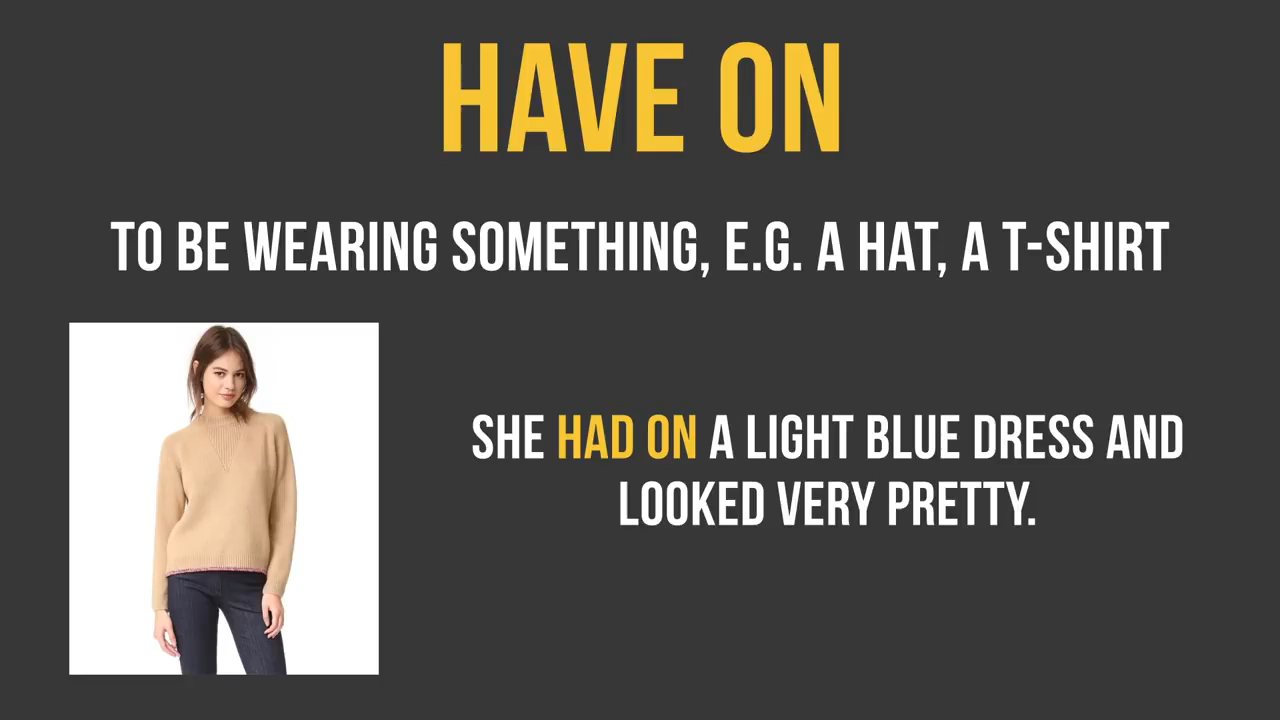 HAVE ON
TO BE WEARING SOMETHING, E.G. A HAT, A T-SHIRT
SHE HAD ON A LIGHT BLUE DRESS AND
LOOKED VERY PRETTY.